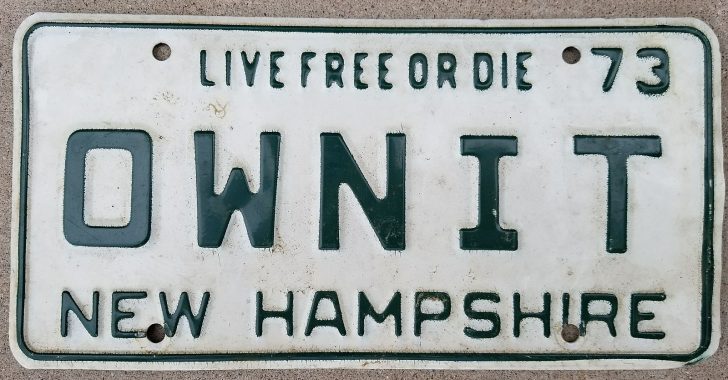 LIVE FREE OR DIE 73
OWNIT
NEW HAMPSHIRE